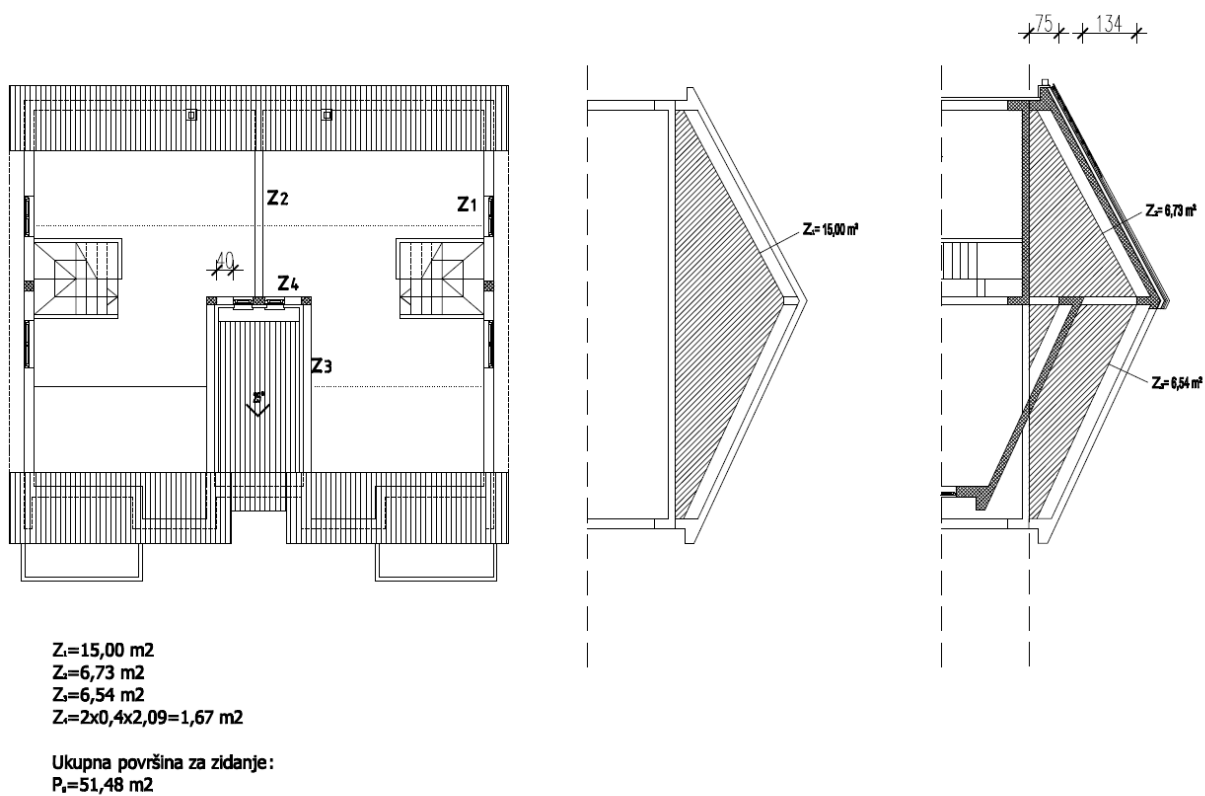 75 134
Z2
Z1
40
Z4
Z3
Z₁= 15,00 m²
Z₂= 6,73 m²
Z₃= 6,54 m²
Z₁=15,00 m2
Z₂=6,73 m2
Z₃=6,54 m2
Z₄=2x0,4x2,09=1,67 m2
Ukupna površina za zidanje:
Pᵤ=51,48 m2